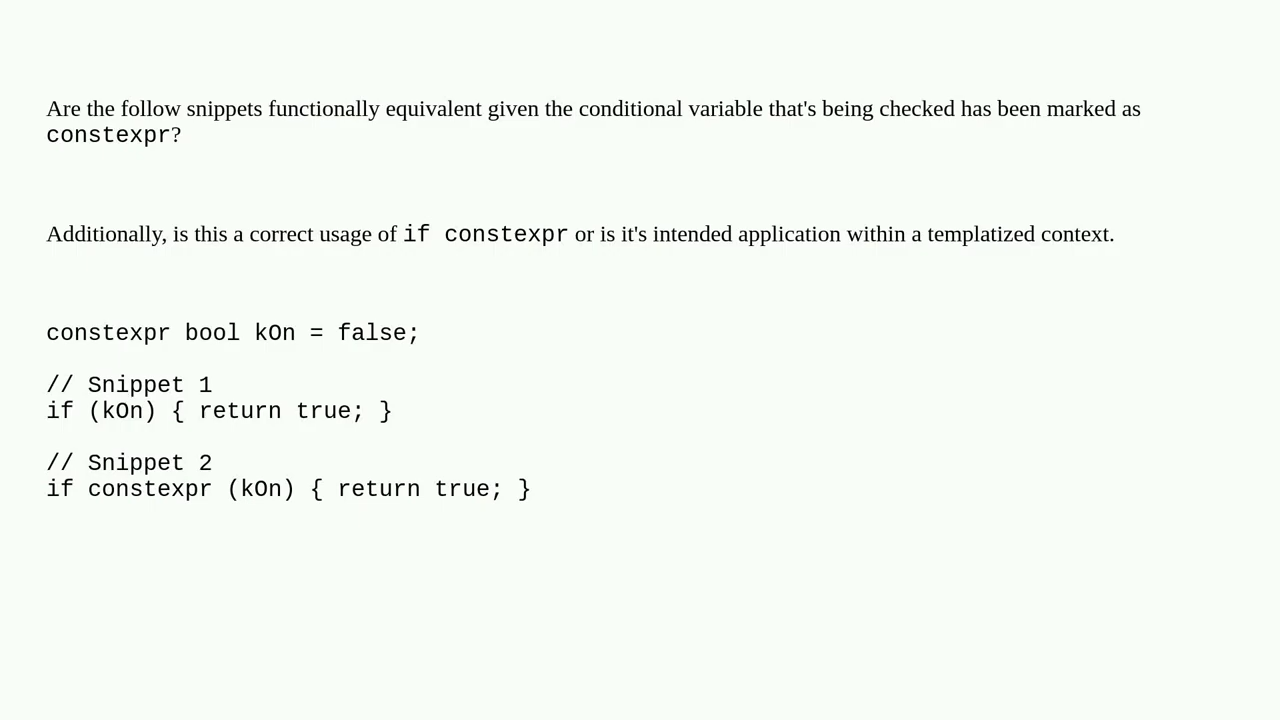 Are the follow snippets functionally equivalent given the conditional variable that's being checked has been marked as
constexpr?
Additionally, is this a correct usage of if constexpr or is it's intended application within a templatized context.
constexpr bool kOn = false;
// Snippet 1
if (kOn) { return true; }
// Snippet 2
if constexpr (kOn) { return true; }